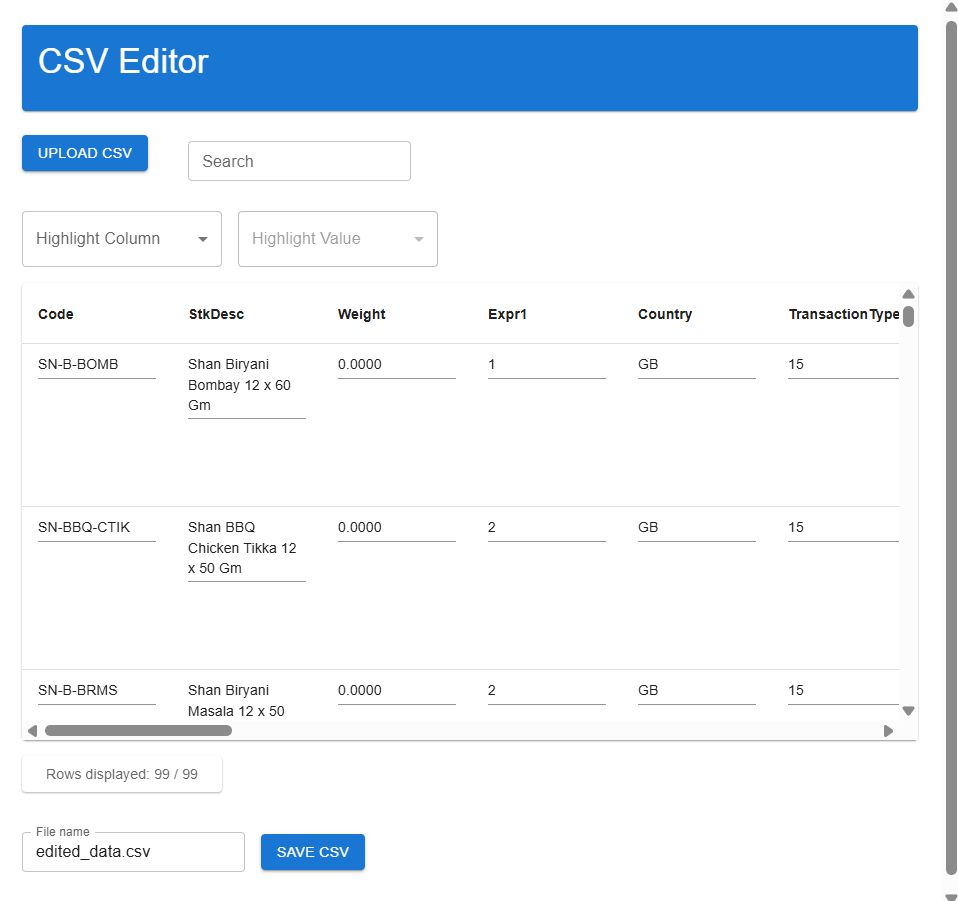 CSV Editor
UPLOAD CSV
Search
Highlight Column
Highlight Value
Code StkDesc Weight Expr1 Country TransactionType
SN-B-BOMB Shan Biryani 0.0000 1 GB 15
Bombay 12 x 60
Gm
SN-BBQ-CTIK Shan BBQ 0.0000 2 GB 15
Chicken Tikka 12
x 50 Gm
SN-B-BRMS Shan Biryani 0.0000 2 GB 15
Masala 12 x 50
Rows displayed: 99 / 99
File name
edited_data.csv
SAVE CSV